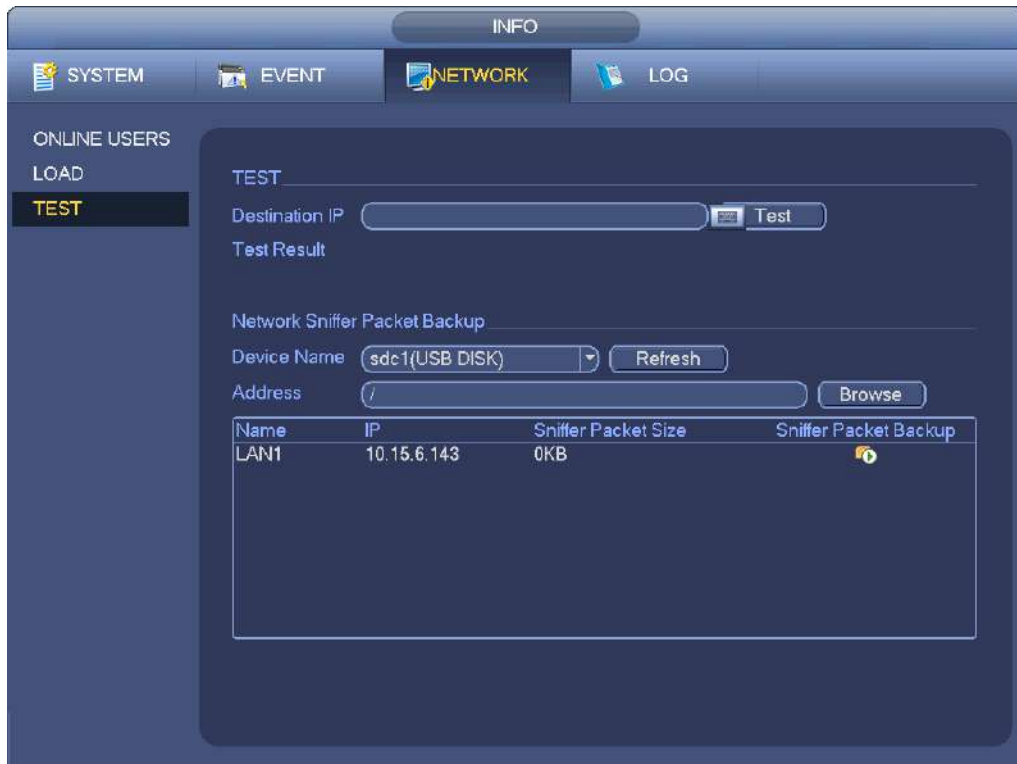 INFO
SYSTEM EVENT NETWORK LOG
ONLINE USERS
LOAD
TEST
TEST
Destination IP Test
Test Result
Network Sniffer Packet Backup
Device Name sdc1(USB DISK) Refresh
Address / Browse
Name IP Sniffer Packet Size Sniffer Packet Backup
LAN1 10.15.6.143 0KB